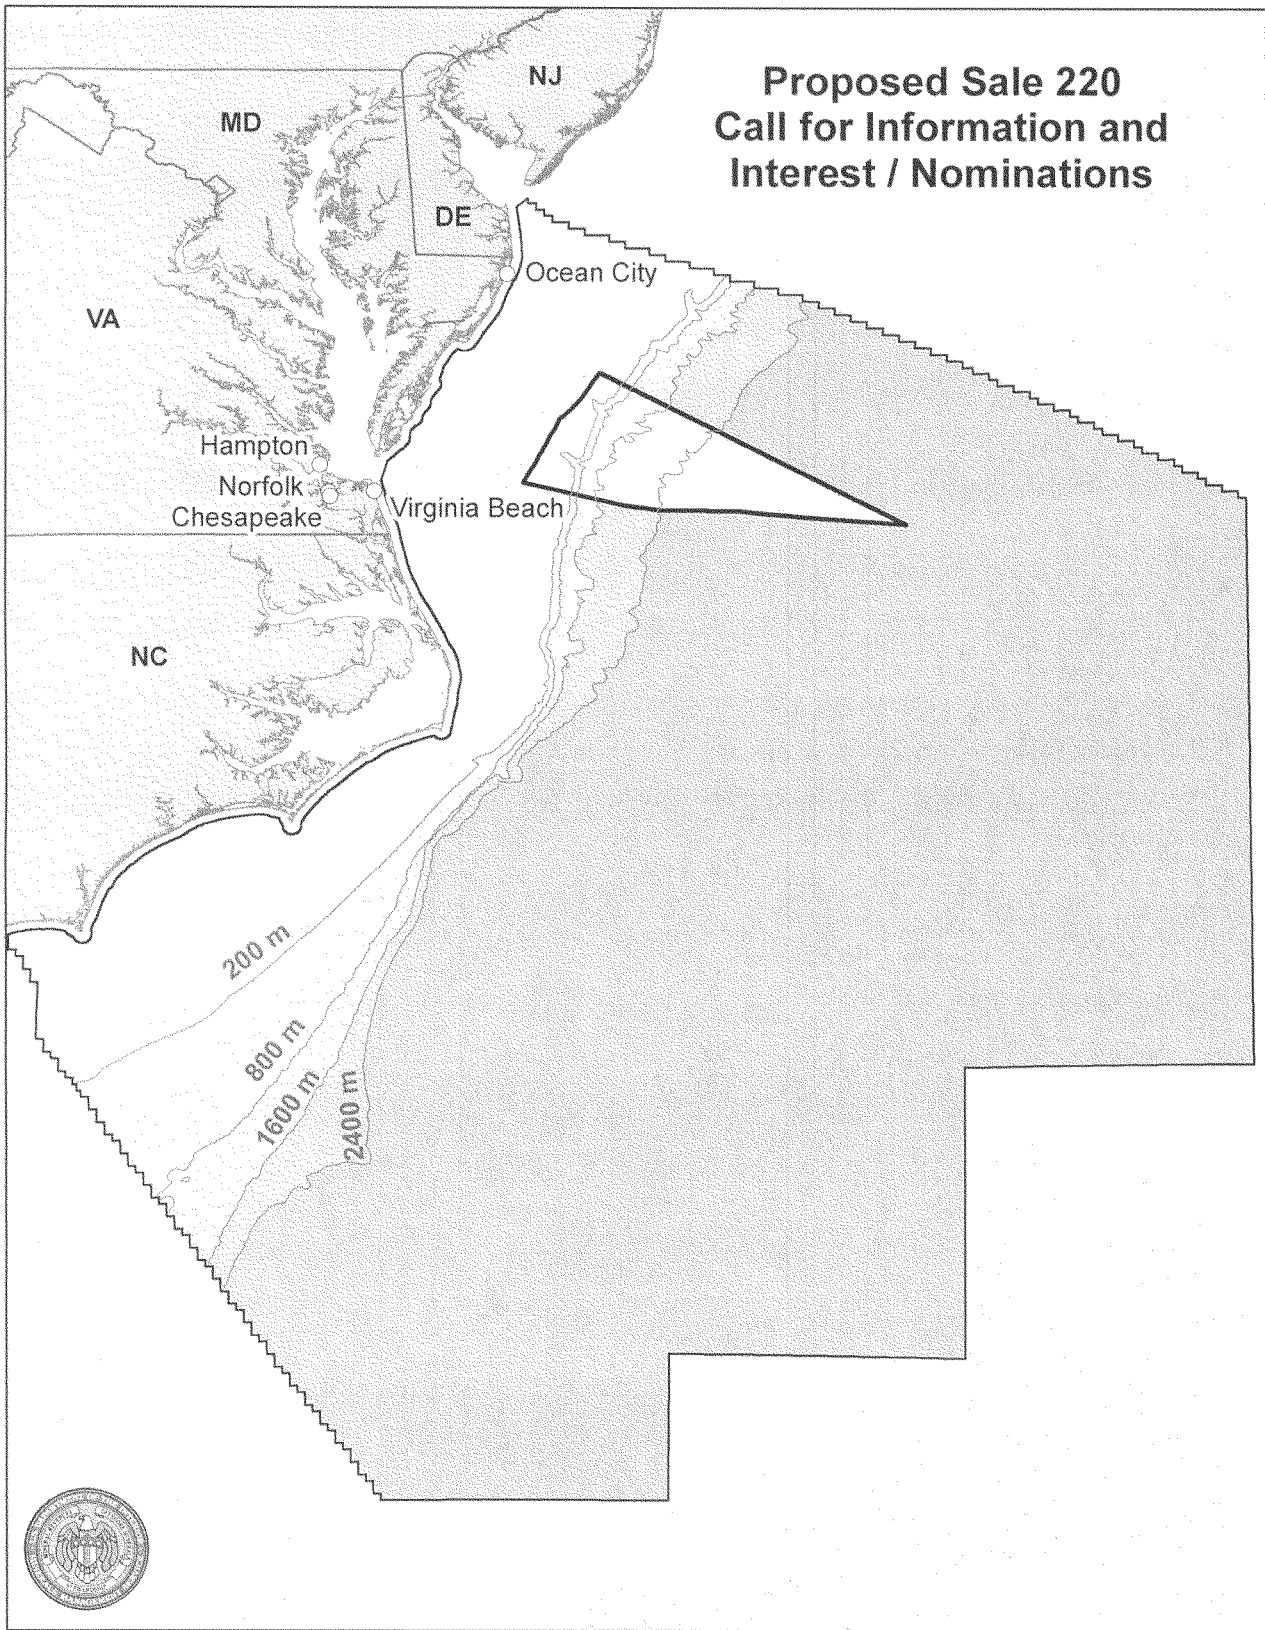 Proposed Sale 220
Call for Information and
Interest / Nominations
NJ
MD
DE
Ocean City
VA
Hampton
Norfolk
Chesapeake
Virginia Beach
NC
200 m
800 m
1600 m
2400 m